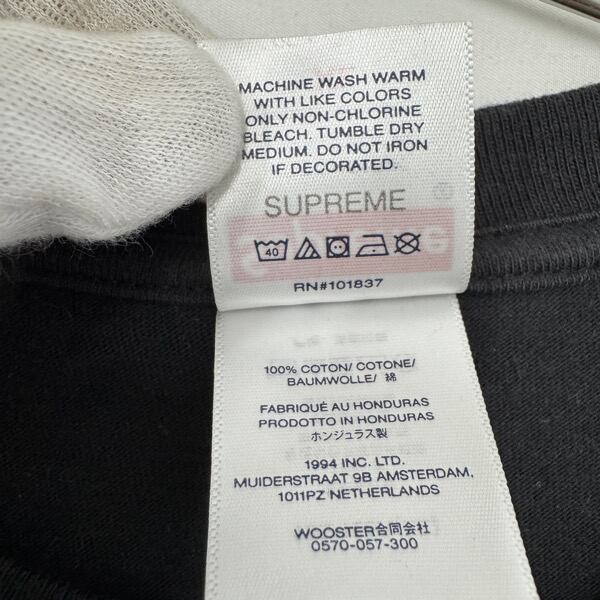 MACHINE WASH WARM
WITH LIKE COLORS
ONLY NON-CHLORINE
BLEACH. TUMBLE DRY
MEDIUM. DO NOT IRON
IF DECORATED.
SUPREME
40
RN#101837
100% COTON/ COTONE/
BAUMWOLLE/ 綿
FABRIQUÉ AU HONDURAS
PRODOTTO IN HONDURAS
ホンジュラス製
1994 INC. LTD.
MUIDERSTRAAT 9B AMSTERDAM,
1011PZ NETHERLANDS
WOOSTER合同会社
0570-057-300